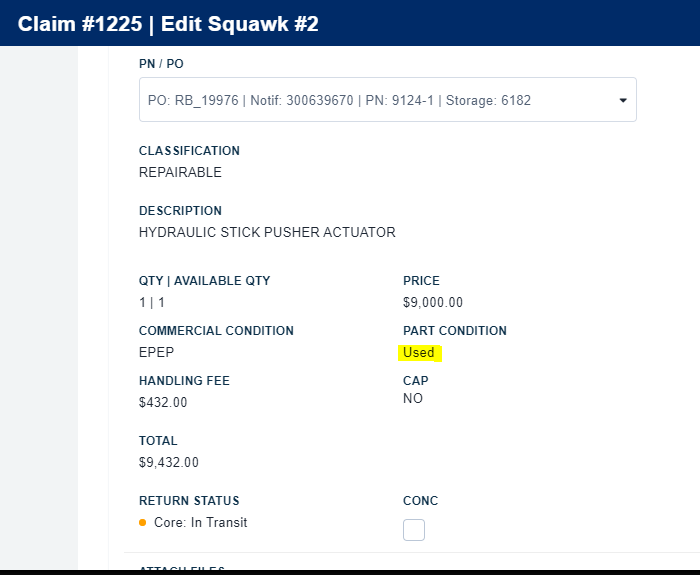 Claim #1225 | Edit Squawk #2
PN / PO
PO: RB_19976 | Notif: 300639670 | PN: 9124-1 | Storage: 6182
CLASSIFICATION
REPAIRABLE
DESCRIPTION
HYDRAULIC STICK PUSHER ACTUATOR
QTY | AVAILABLE QTY
1 | 1
PRICE
$9,000.00
COMMERCIAL CONDITION
EPEP
PART CONDITION
Used
HANDLING FEE
$432.00
CAP
NO
TOTAL
$9,432.00
RETURN STATUS
Core: In Transit
CONC
ATTACH FILES